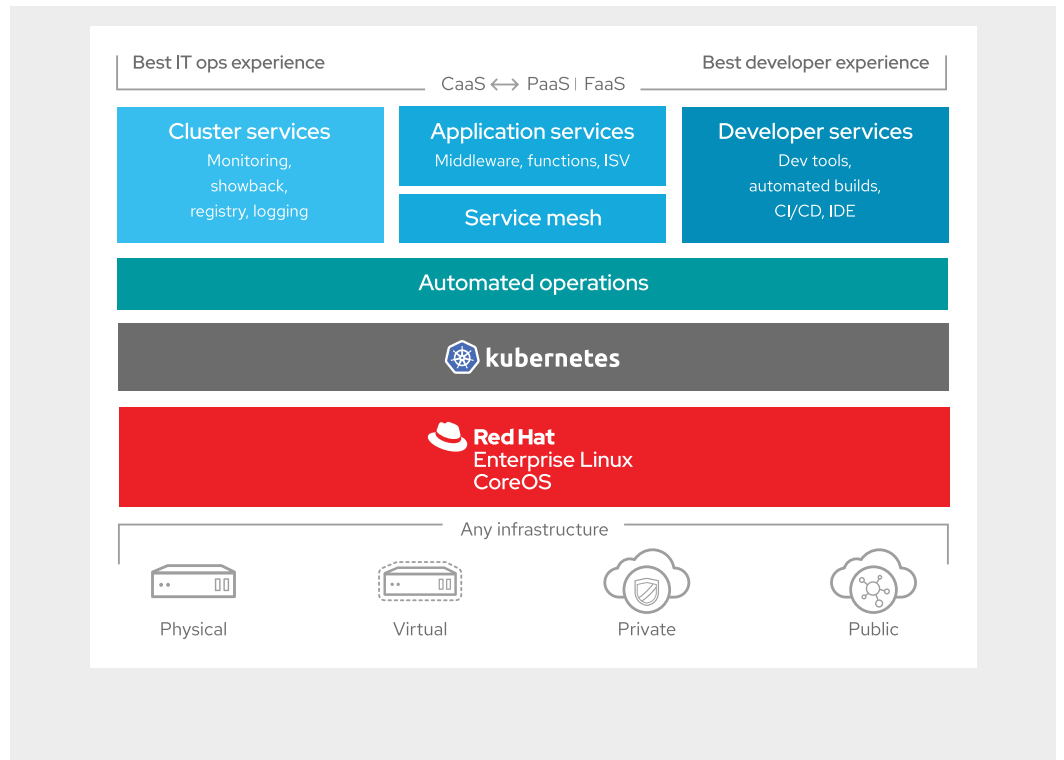 Best IT ops experience
Best developer experience
CaaS ↔ PaaS | FaaS
Cluster services
Monitoring,
showback,
registry, logging
Application services
Middleware, functions, ISV
Service mesh
Developer services
Dev tools,
automated builds,
CI/CD, IDE
Automated operations
kubernetes
Red Hat
Enterprise Linux
CoreOS
Any infrastructure
Physical
Virtual
Private
Public